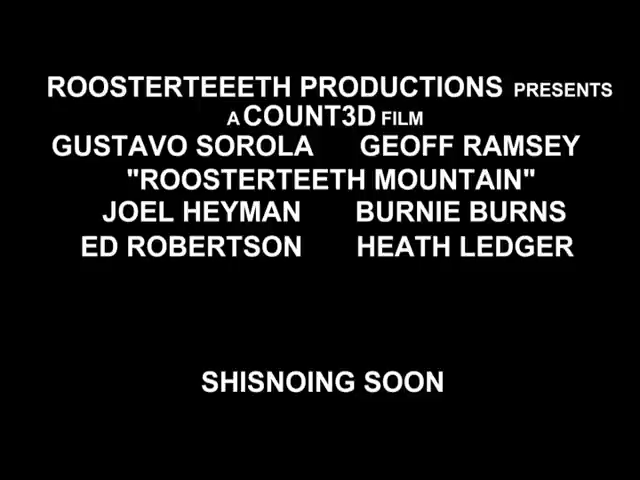 ROOSTERTEEETH PRODUCTIONS PRESENTS
A COUNT3D FILM
GUSTAVO SOROLA GEOFF RAMSEY
"ROOSTERTEETH MOUNTAIN"
JOEL HEYMAN BURNIE BURNS
ED ROBERTSON HEATH LEDGER
SHISNOING SOON